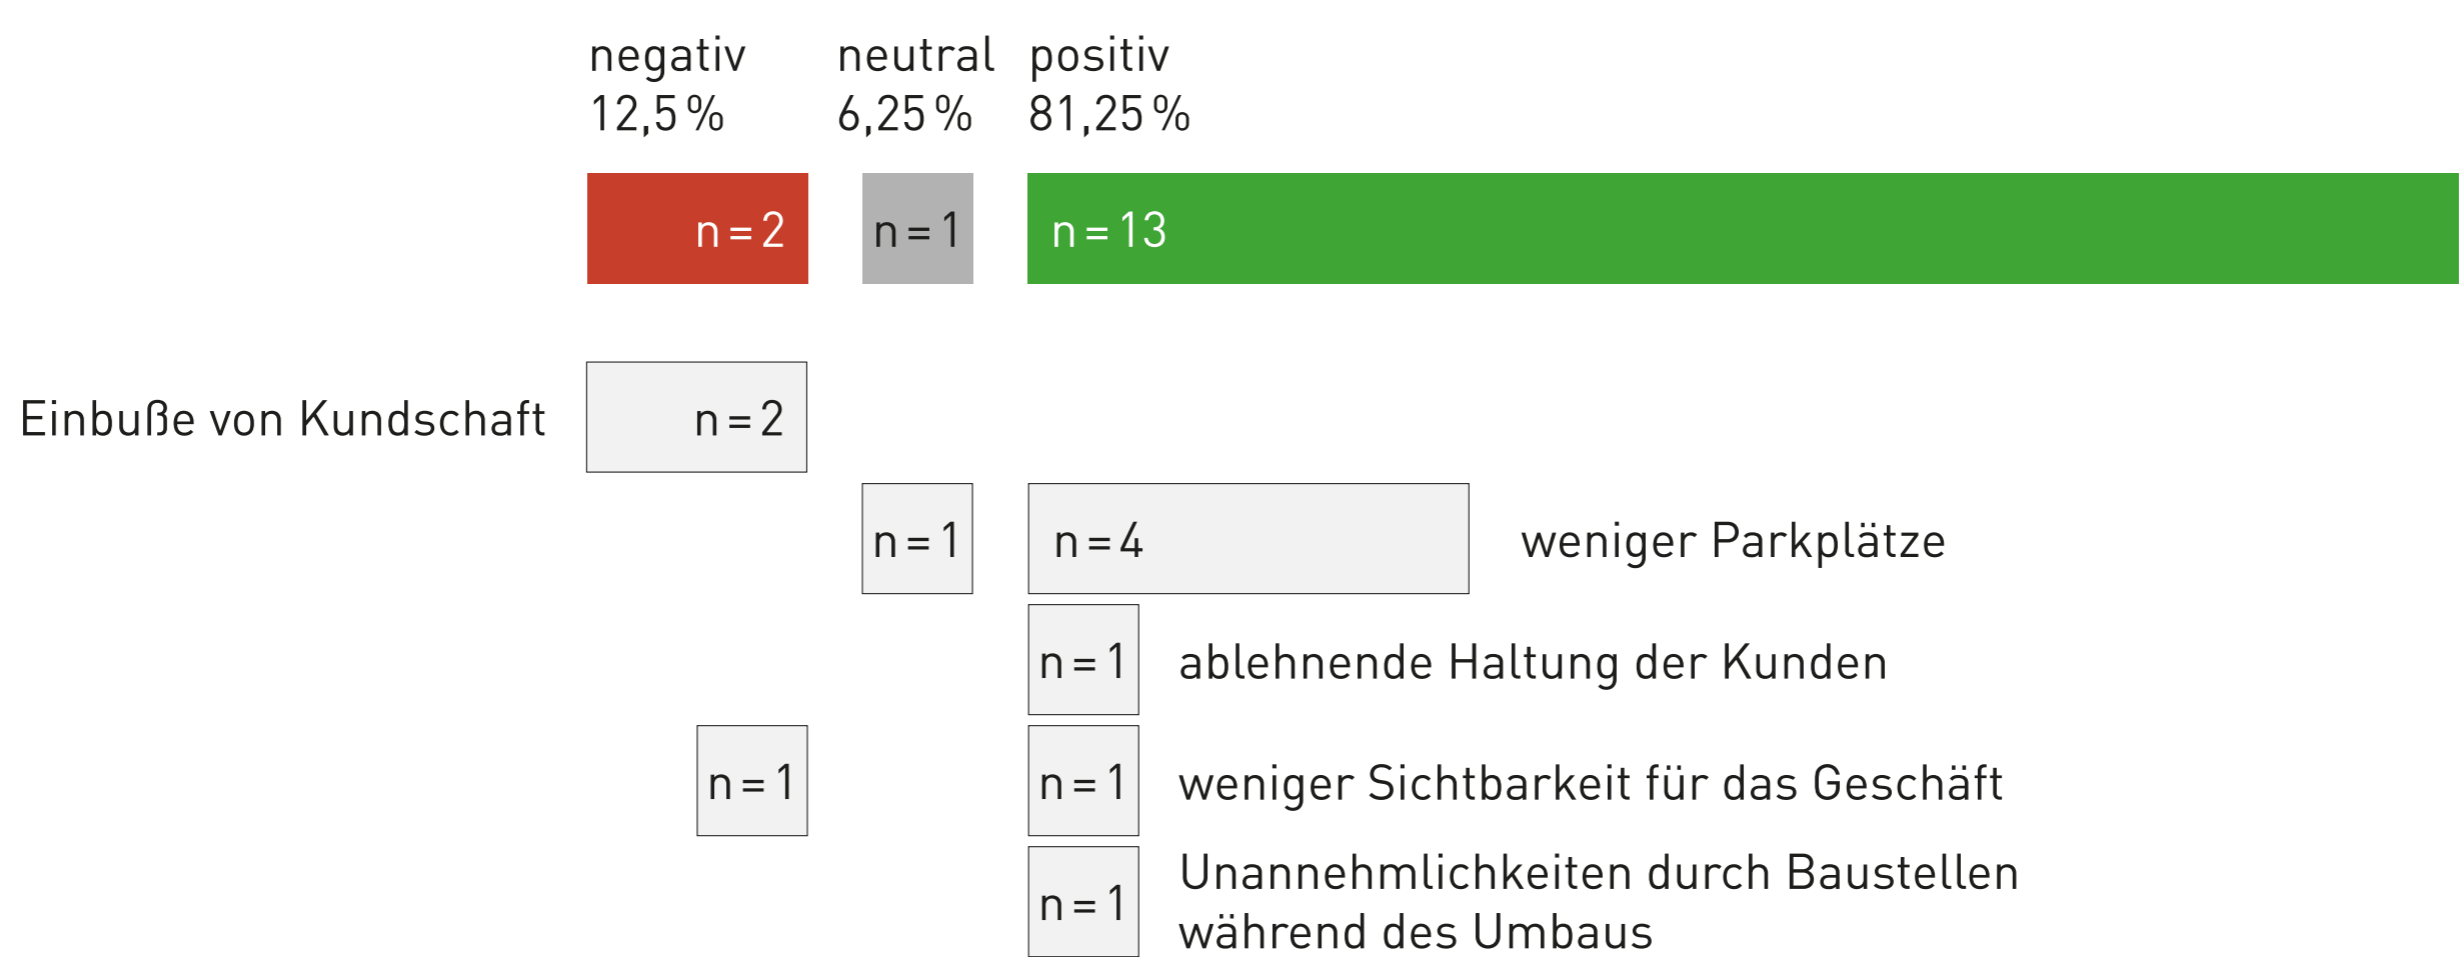 negativ neutral positiv
12,5 % 6,25 % 81,25 %
n = 2 n = 1 n = 13
Einbuße von Kundschaft n = 2
n = 1 n = 4 weniger Parkplätze
n = 1 ablehnende Haltung der Kunden
n = 1 n = 1 weniger Sichtbarkeit für das Geschäft
n = 1 Unannehmlichkeiten durch Baustellen
während des Umbaus